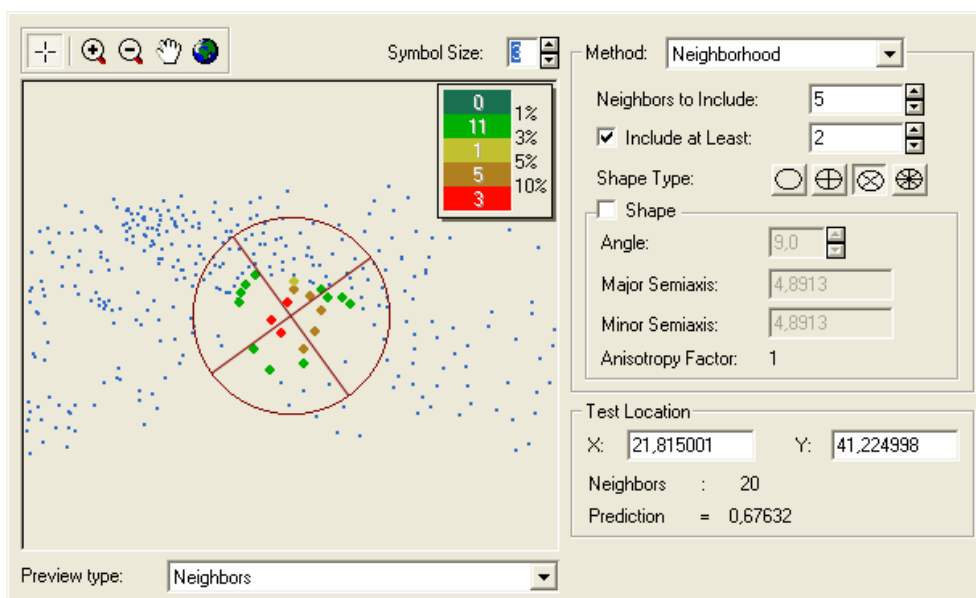 Symbol Size: 3
0
11
1
5
3
1%
3%
5%
10%
Preview type: Neighbors
Method: Neighborhood
Neighbors to Include: 5
Include at Least: 2
Shape Type:
Shape
Angle: 9,0
Major Semiaxis: 4,8913
Minor Semiaxis: 4,8913
Anisotropy Factor: 1
Test Location
X: 21,815001 Y: 41,224998
Neighbors : 20
Prediction = 0,67632